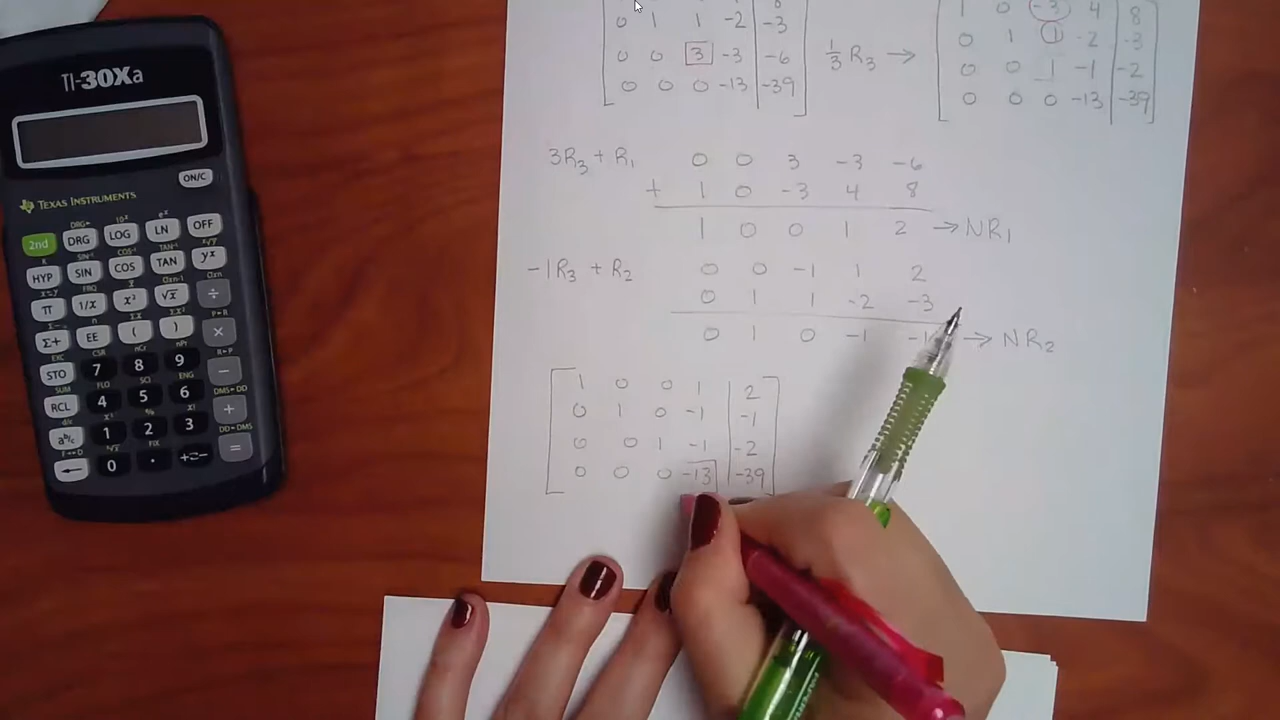 0 1 1 -2 | -3
0 0 3 -3 | -6
0 0 0 -13 | -39
1/3 R₃ →
1 0 -3 4 | 8
0 1 1 -2 | -3
0 0 1 -1 | -2
0 0 0 -13 | -39
3R₃ + R₁
0 0 3 -3 -6
+ 1 0 -3 4 8
1 0 0 1 2 → NR₁
-1R₃ + R₂
0 0 -1 1 2
0 1 1 -2 -3
0 1 0 -1 -1 → NR₂
1 0 0 1 | 2
0 1 0 -1 | -1
0 0 1 -1 | -2
0 0 0 -13 | -39
TI-30Xa
TEXAS INSTRUMENTS
ON/C
2nd DRG LOG LN OFF
HYP SIN COS TAN yˣ
π 1/x x² √x ÷
Σ+ EE ( ) ×
STO 7 8 9 −
RCL 4 5 6 +
aᵇ/c 1 2 3 =
← 0 . +⇄−